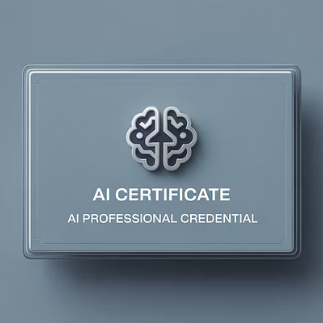 AI CERTIFICATE
AI PROFESSIONAL CREDENTIAL